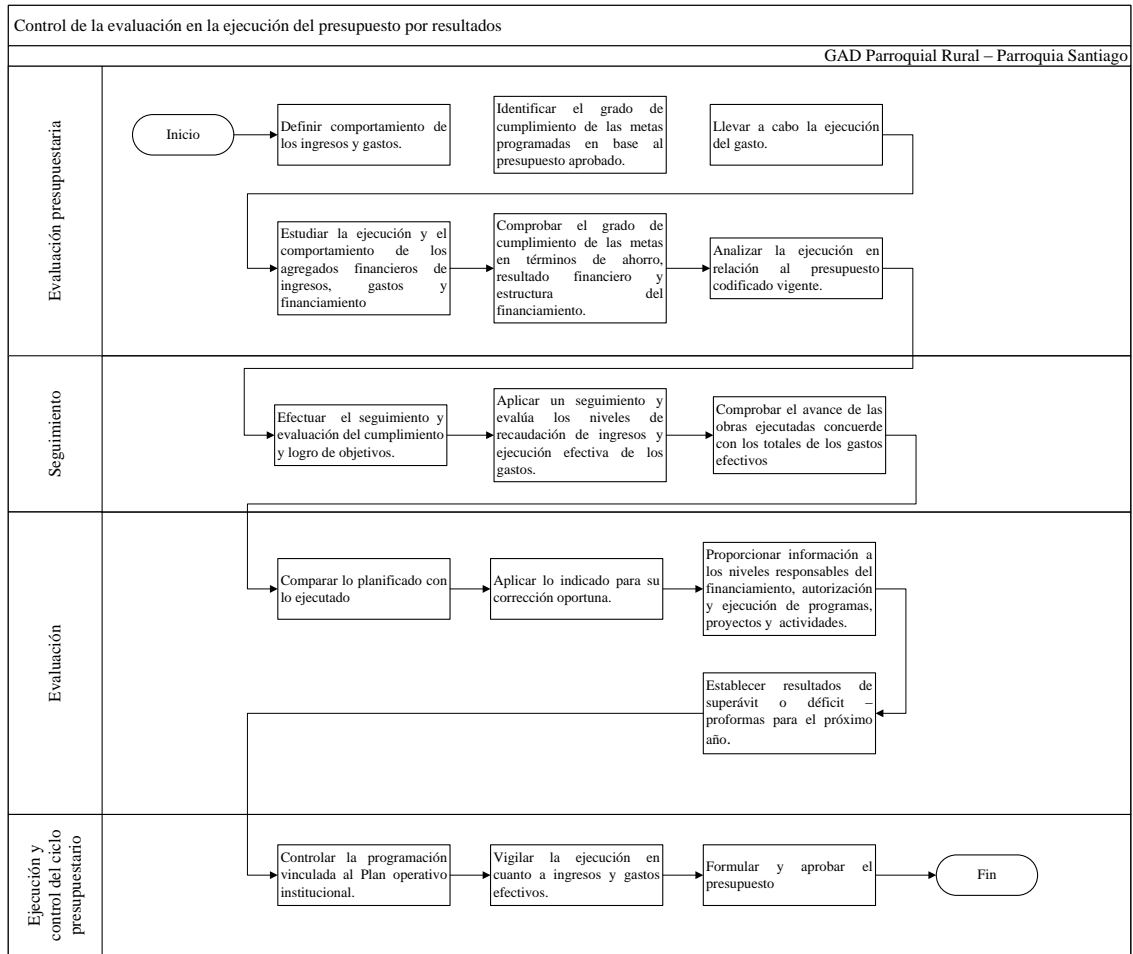 Control de la evaluación en la ejecución del presupuesto por resultados
GAD Parroquial Rural – Parroquia Santiago
Evaluación presupuestaria
Inicio
Definir comportamiento de
los ingresos y gastos.
Identificar el grado de
cumplimiento de las metas
programadas en base al
presupuesto aprobado.
Llevar a cabo la ejecución
del gasto.
Estudiar la ejecución y el
comportamiento de los
agregados financieros de
ingresos, gastos y
financiamiento
Comprobar el grado de
cumplimiento de las metas
en términos de ahorro,
resultado financiero y
estructura del
financiamiento.
Analizar la ejecución en
relación al presupuesto
codificado vigente.
Seguimiento
Efectuar el seguimiento y
evaluación del cumplimiento
y logro de objetivos.
Aplicar un seguimiento y
evalúa los niveles de
recaudación de ingresos y
ejecución efectiva de los
gastos.
Comprobar el avance de las
obras ejecutadas concuerde
con los totales de los gastos
efectivos
Evaluación
Comparar lo planificado con
lo ejecutado
Aplicar lo indicado para su
corrección oportuna.
Proporcionar información a
los niveles responsables del
financiamiento, autorización
y ejecución de programas,
proyectos y actividades.
Establecer resultados de
superávit o déficit –
proformas para el próximo
año.
Ejecución y
control del ciclo
presupuestario
Controlar la programación
vinculada al Plan operativo
institucional.
Vigilar la ejecución en
cuanto a ingresos y gastos
efectivos.
Formular y aprobar el
presupuesto
Fin